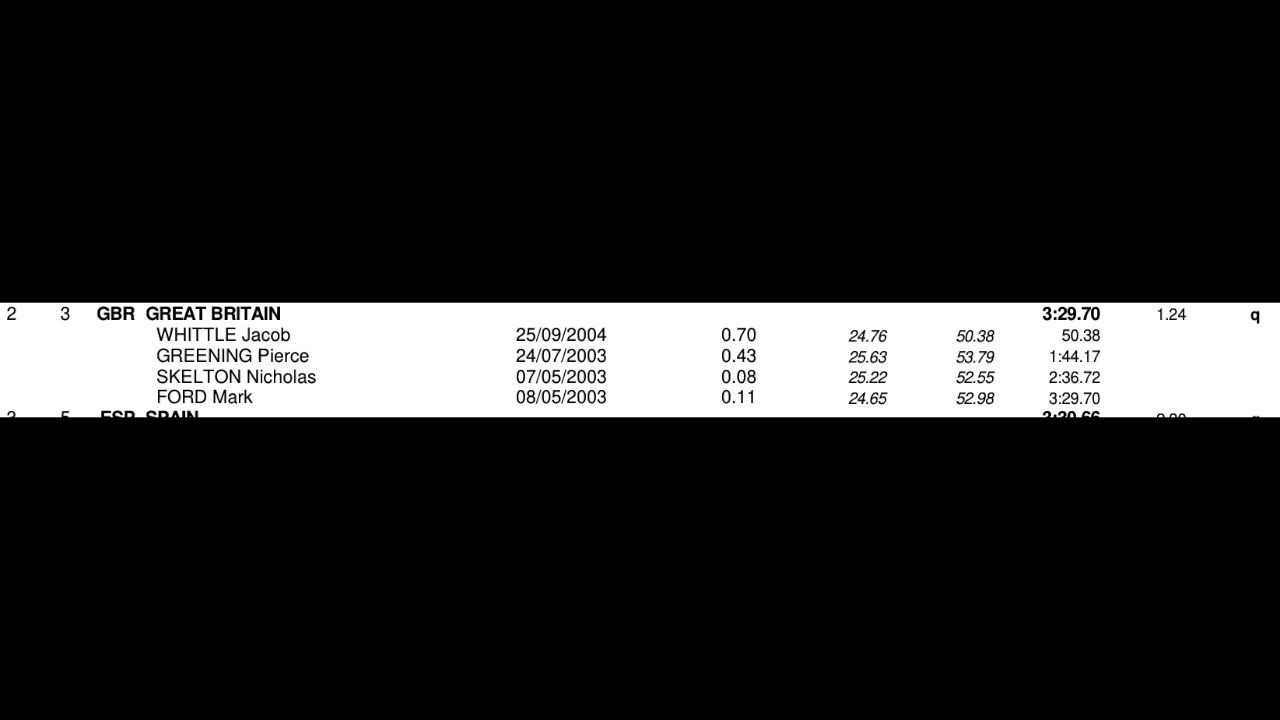 2 3 GBR GREAT BRITAIN 3:29.70 1.24 q
WHITTLE Jacob 25/09/2004 0.70 24.76 50.38 50.38
GREENING Pierce 24/07/2003 0.43 25.63 53.79 1:44.17
SKELTON Nicholas 07/05/2003 0.08 25.22 52.55 2:36.72
FORD Mark 08/05/2003 0.11 24.65 52.98 3:29.70
ESP SPAIN